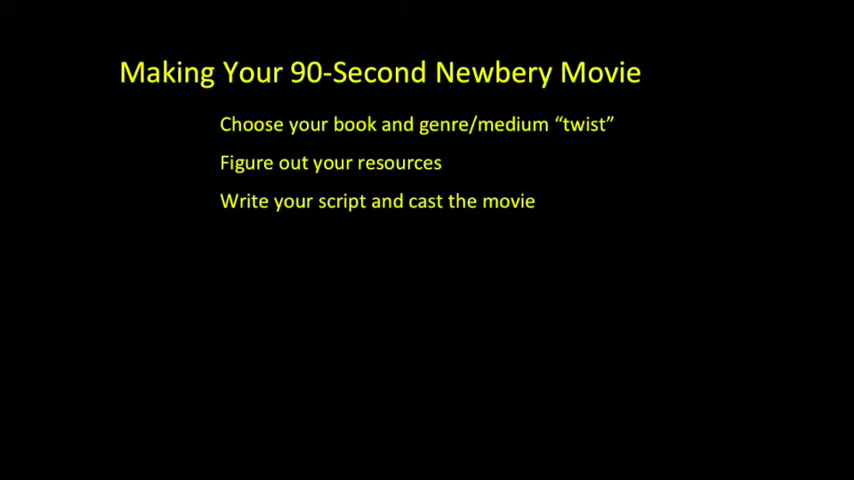 Making Your 90-Second Newbery Movie
Choose your book and genre/medium “twist”
Figure out your resources
Write your script and cast the movie